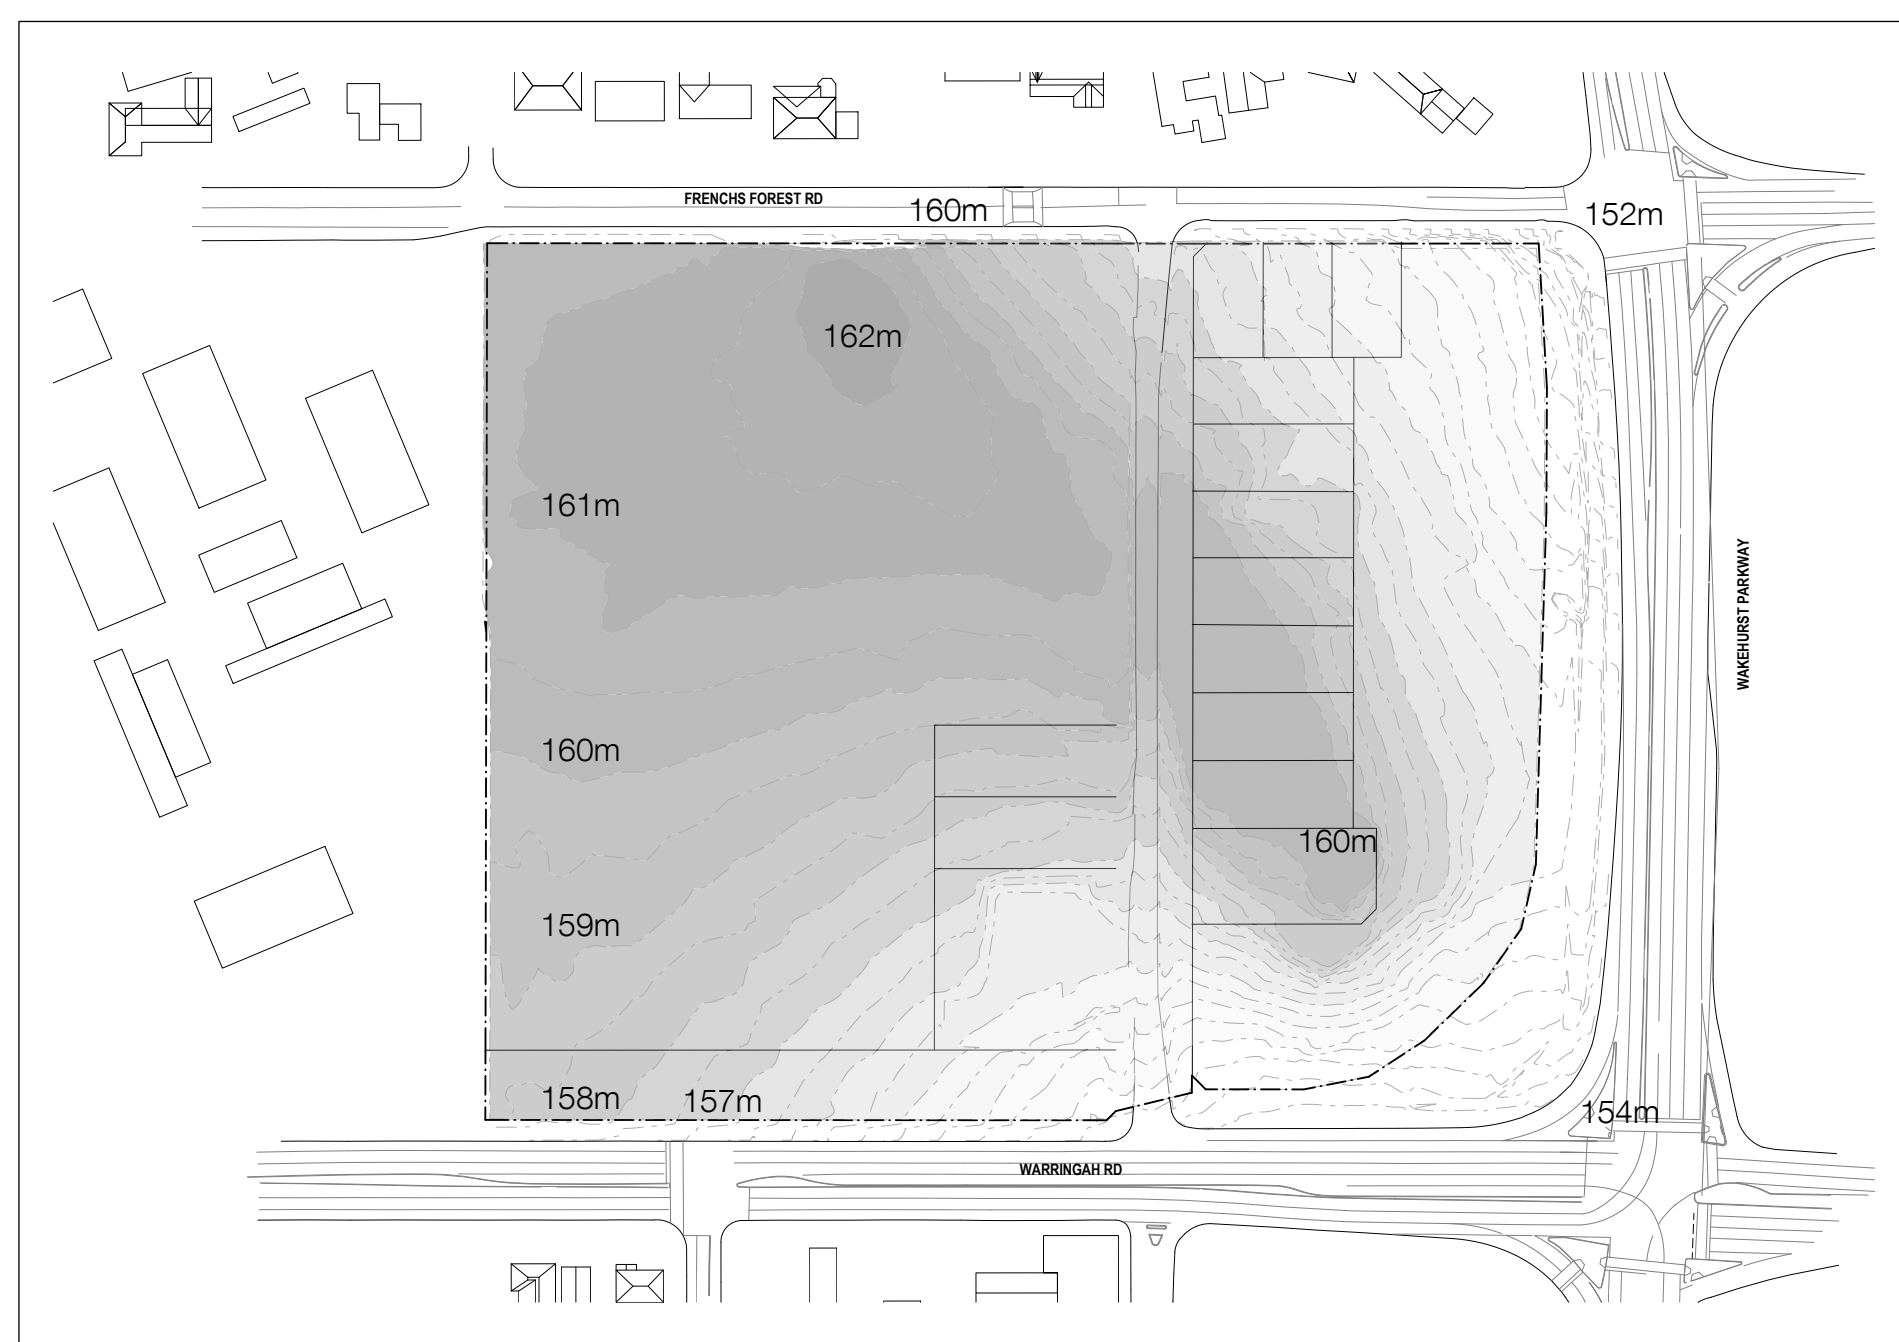 FRENCHS FOREST RD
160m
152m
162m
161m
WAKEHURST PARKWAY
160m
160m
159m
158m
157m
154m
WARRINGAH RD